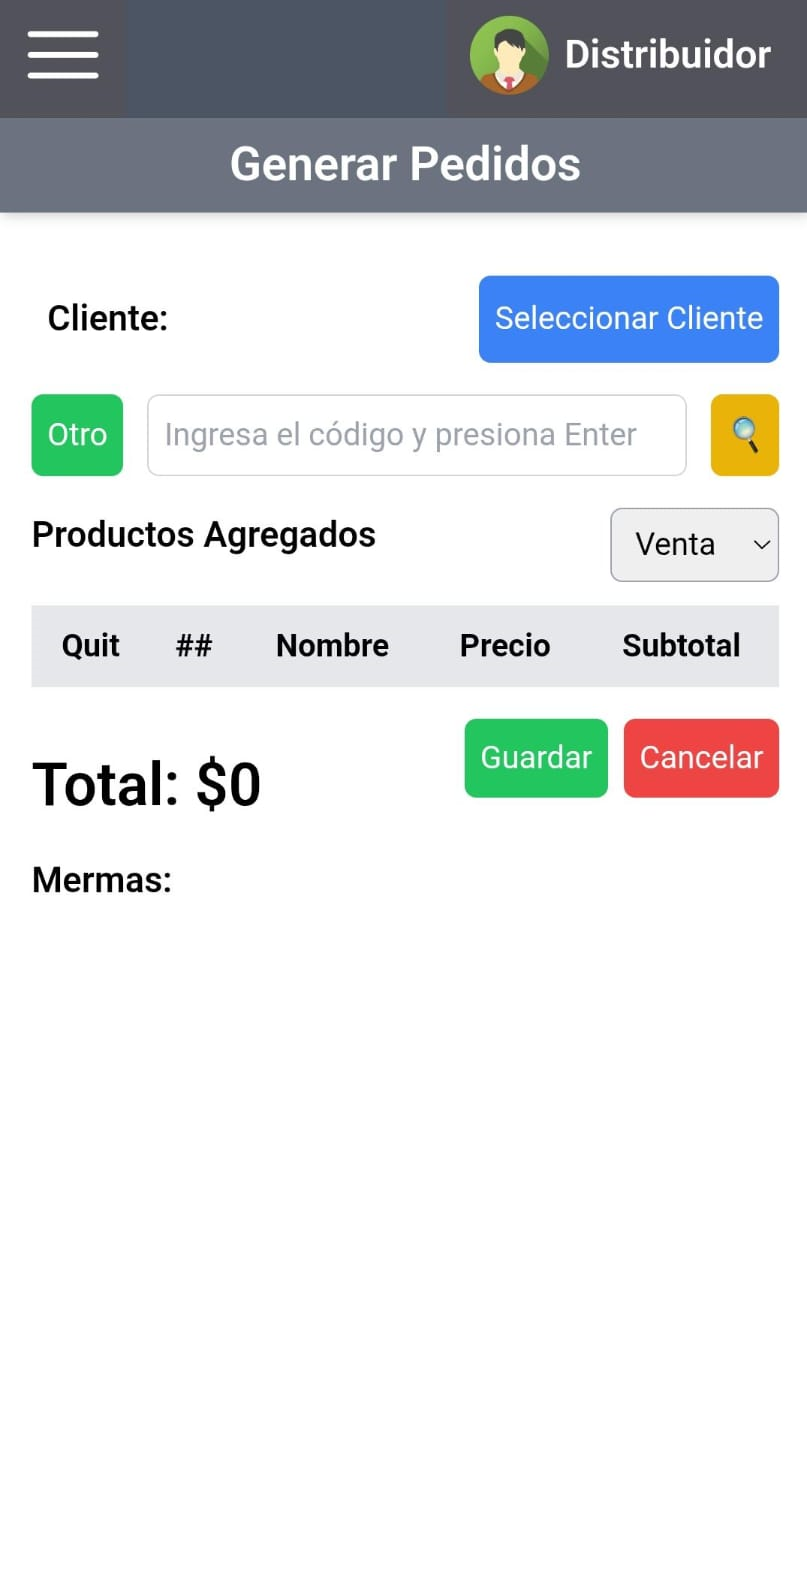 Distribuidor
Generar Pedidos
Cliente:
Seleccionar Cliente
Otro
Ingresa el código y presiona Enter
Productos Agregados
Venta
Quit ## Nombre Precio Subtotal
Total: $0
Guardar
Cancelar
Mermas: